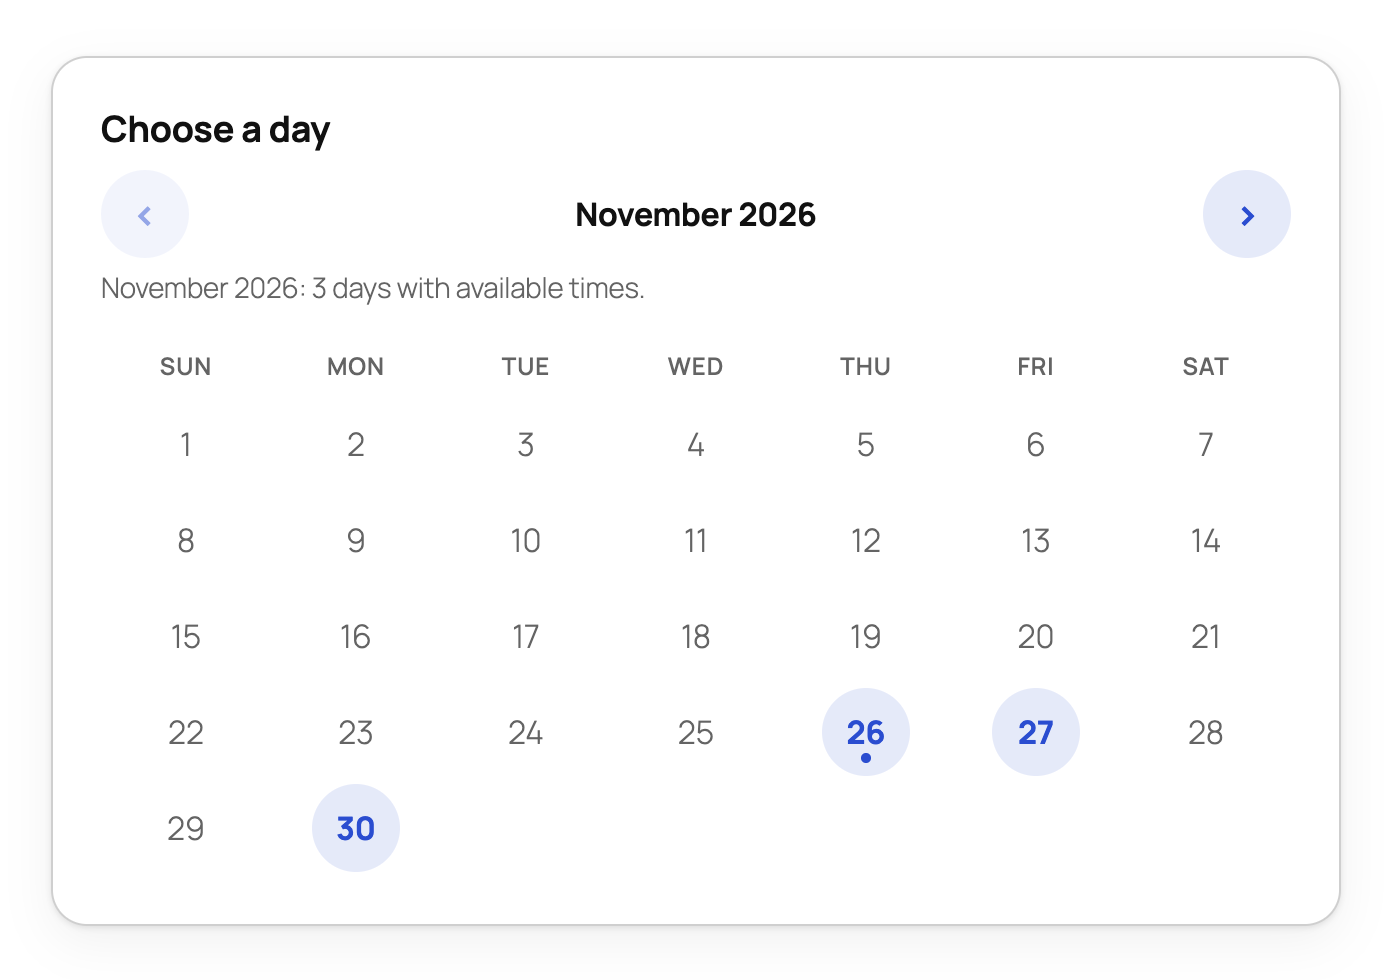 Choose a day
November 2026
November 2026: 3 days with available times.
SUN MON TUE WED THU FRI SAT
1 2 3 4 5 6 7
8 9 10 11 12 13 14
15 16 17 18 19 20 21
22 23 24 25 26 27 28
29 30